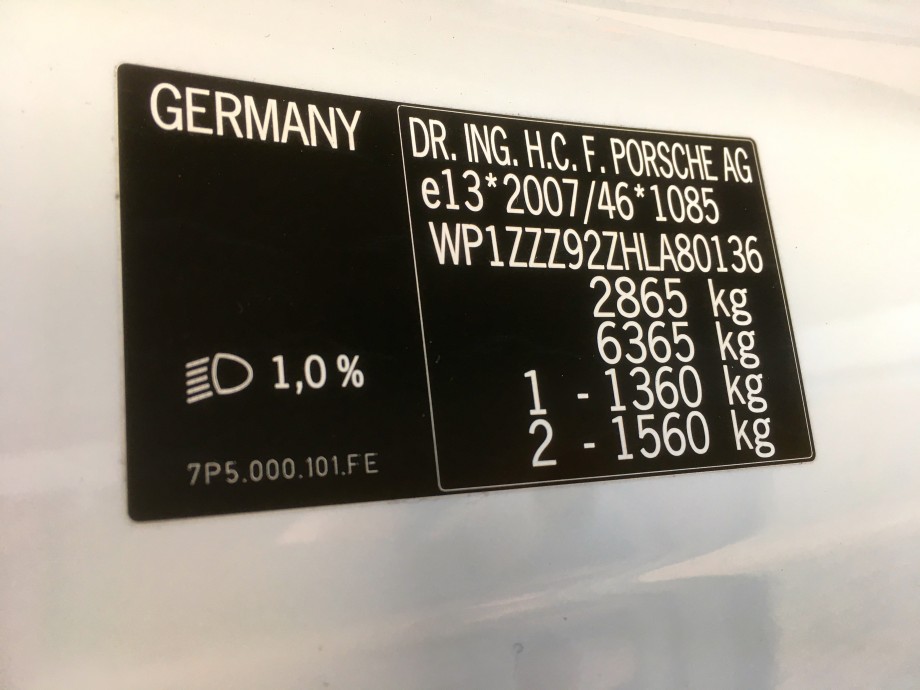 GERMANY
1,0 %
7P5.000.101.FE
DR. ING. H.C. F. PORSCHE AG
e13*2007/46*1085
WP1ZZZ92ZHLA80136
2865 kg
6365 kg
1 - 1360 kg
2 - 1560 kg